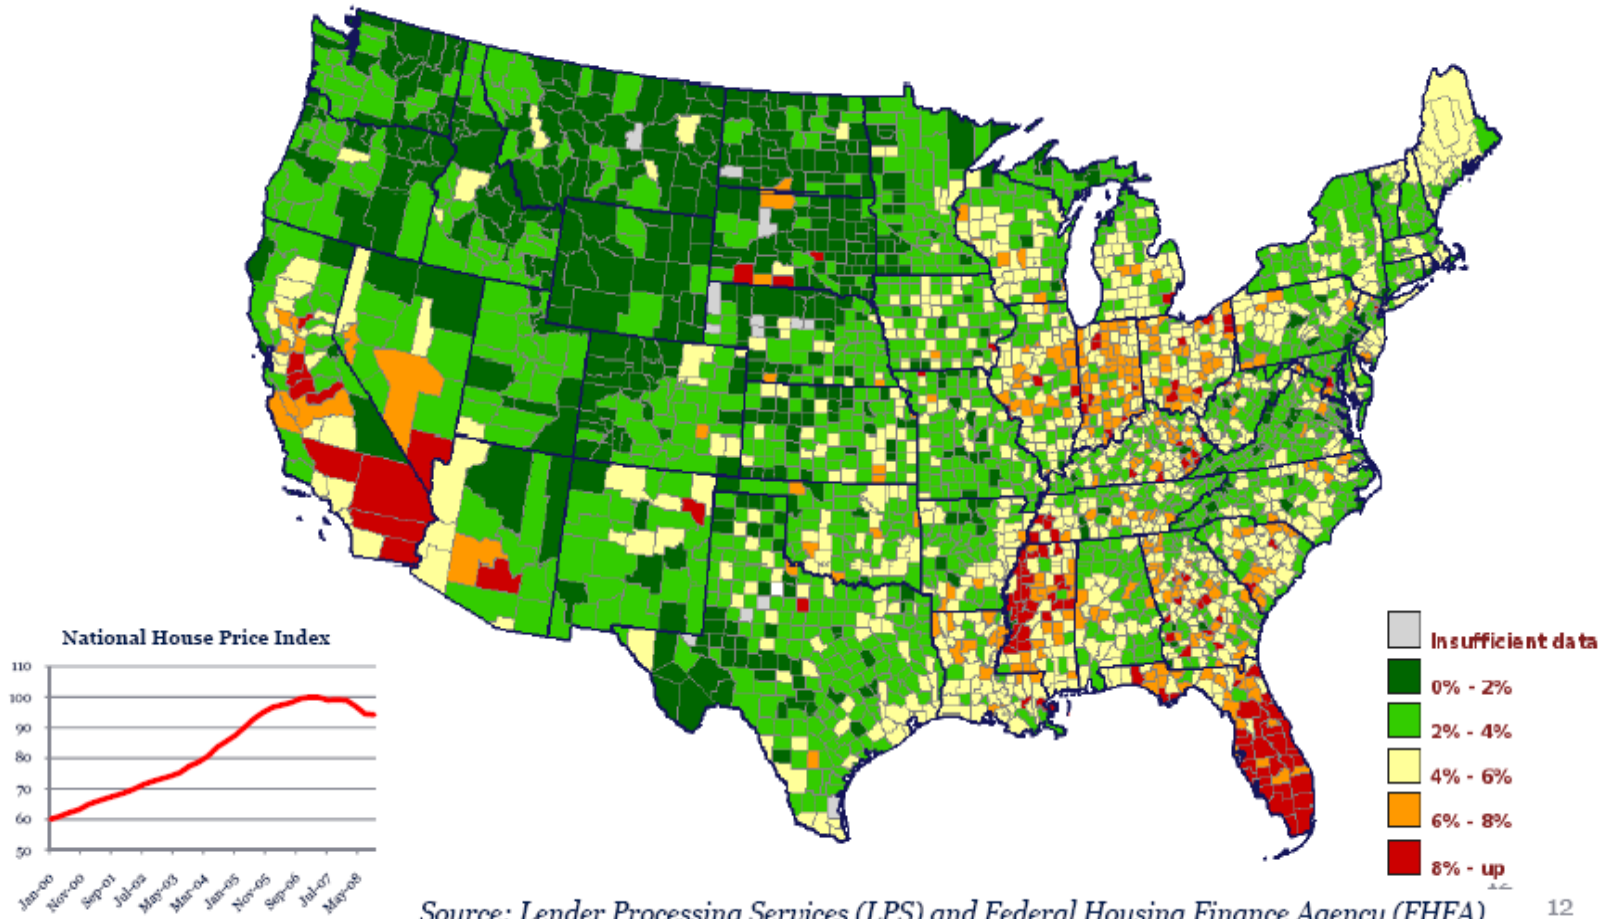 National House Price Index
110
100
90
80
70
60
50
Jan-00
Nov-00
Sep-01
Jul-02
May-03
Mar-04
Jan-05
Nov-05
Sep-06
Jul-07
May-08
Insufficient data
0% - 2%
2% - 4%
4% - 6%
6% - 8%
8% - up
Source: Lender Processing Services (LPS) and Federal Housing Finance Agency (FHFA)
12